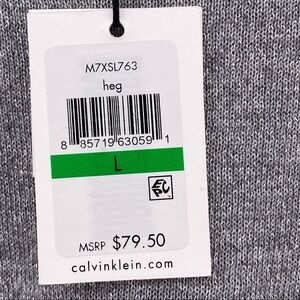 M7XSL763
heg
8 85719 63059 1
L
MSRP $79.50
calvinklein.com